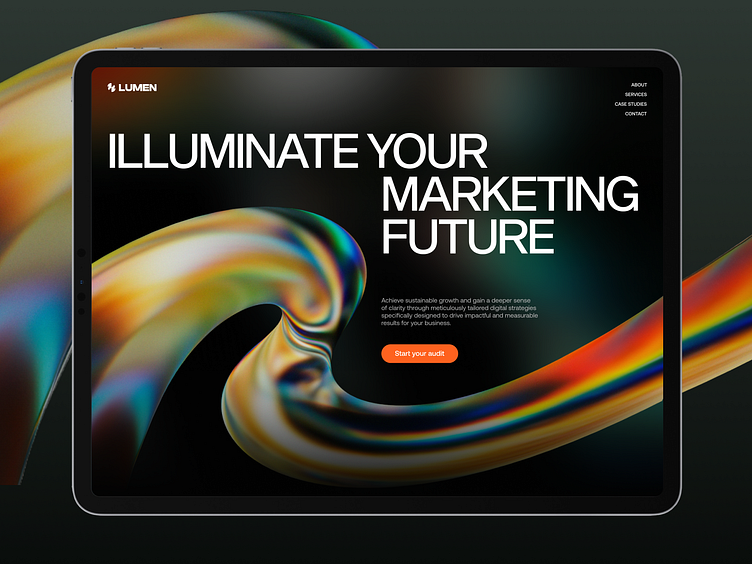 LUMEN
ABOUT
SERVICES
CASE STUDIES
CONTACT
ILLUMINATE YOUR
MARKETING
FUTURE
Achieve sustainable growth and gain a deeper sense
of clarity through meticulously tailored digital strategies
specifically designed to drive impactful and measurable
results for your business.
Start your audit